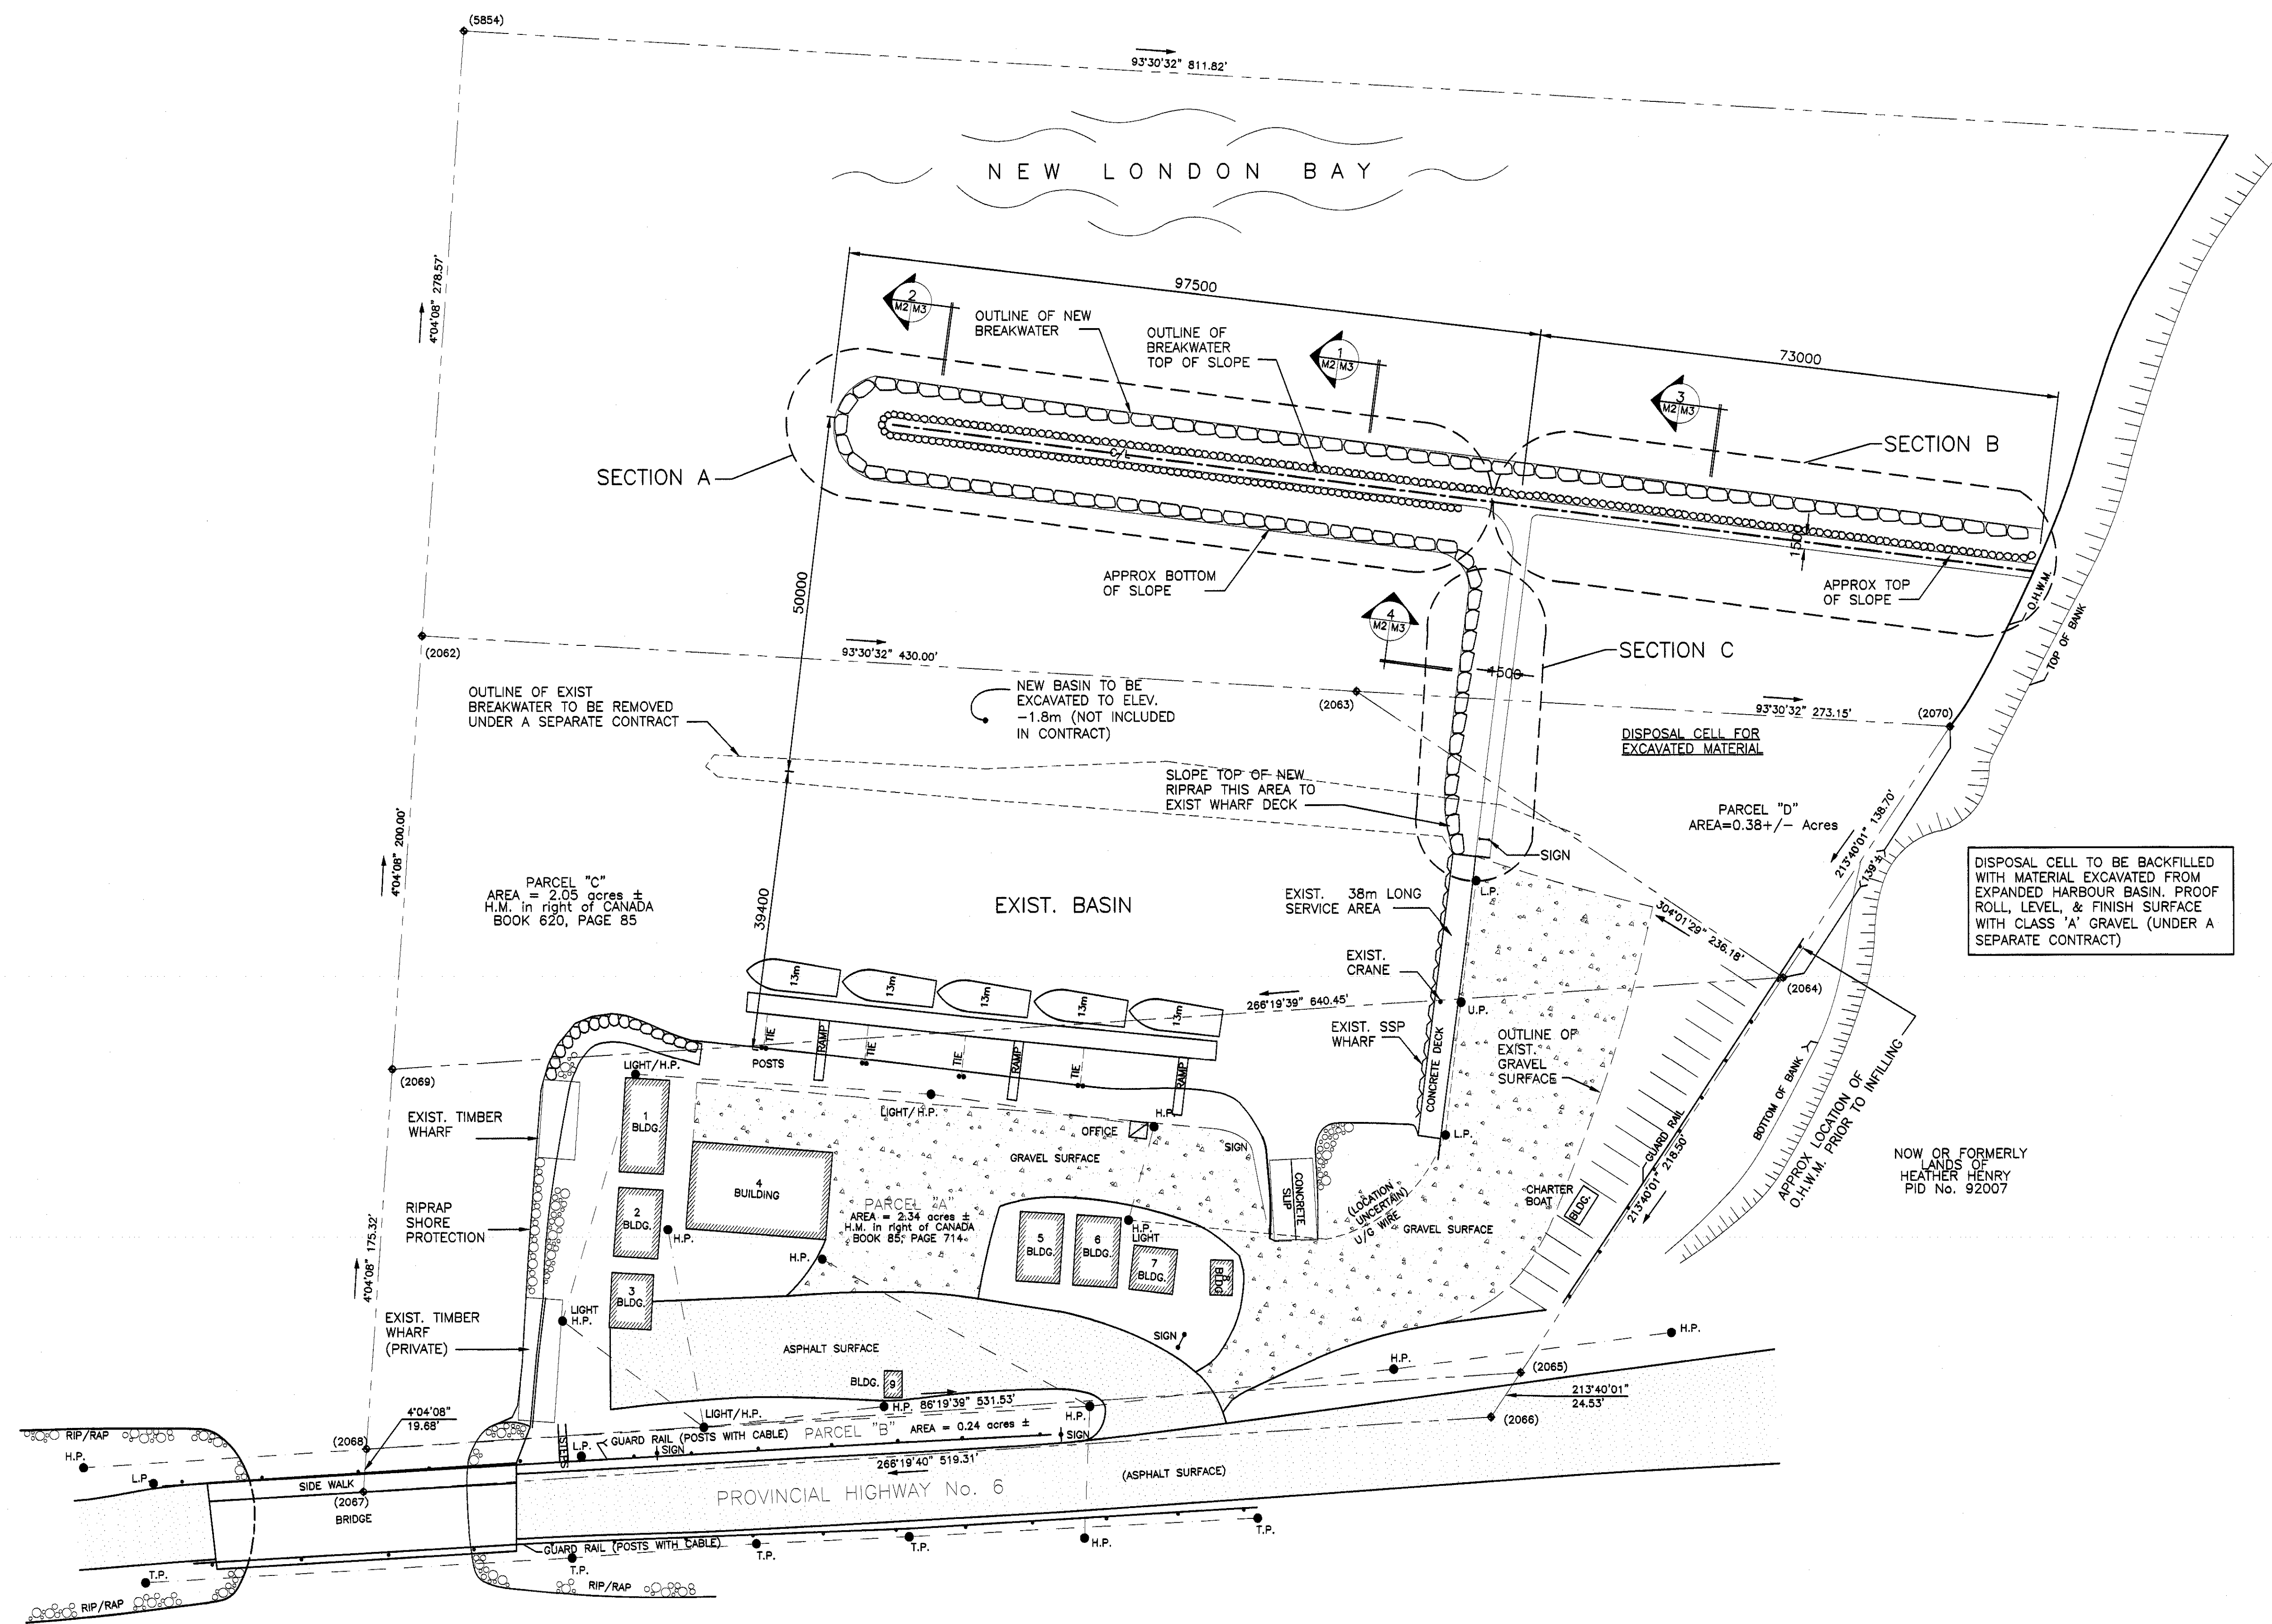 (5854)
93°30'32" 811.82'
NEW LONDON BAY
4°04'08" 278.57'
97500
73000
2
M2 M3
OUTLINE OF NEW
BREAKWATER
OUTLINE OF
BREAKWATER
TOP OF SLOPE
1
M2 M3
3
M2 M3
SECTION A
SECTION B
C/L
1500
50000
APPROX BOTTOM
OF SLOPE
APPROX TOP
OF SLOPE
O.H.W.M.
TOP OF BANK
4
M2 M3
SECTION C
4500
(2062)
93°30'32" 430.00'
(2063)
93°30'32" 273.15'
(2070)
OUTLINE OF EXIST
BREAKWATER TO BE REMOVED
UNDER A SEPARATE CONTRACT
NEW BASIN TO BE
EXCAVATED TO ELEV.
-1.8m (NOT INCLUDED
IN CONTRACT)
DISPOSAL CELL FOR
EXCAVATED MATERIAL
SLOPE TOP OF NEW
RIPRAP THIS AREA TO
EXIST WHARF DECK
PARCEL "D"
AREA=0.38+/- Acres
213°40'01" 138.70'
139'±
SIGN
L.P.
4°04'08" 200.00'
PARCEL "C"
AREA = 2.05 acres ±
H.M. in right of CANADA
BOOK 620, PAGE 85
39400
EXIST. BASIN
EXIST. 38m LONG
SERVICE AREA
304°01'29" 236.18'
DISPOSAL CELL TO BE BACKFILLED
WITH MATERIAL EXCAVATED FROM
EXPANDED HARBOUR BASIN. PROOF
ROLL, LEVEL, & FINISH SURFACE
WITH CLASS 'A' GRAVEL (UNDER A
SEPARATE CONTRACT)
EXIST.
CRANE
13m
13m
13m
13m
13m
266°19'39" 640.45'
U.P.
(2064)
EXIST. SSP
WHARF
CONCRETE DECK
OUTLINE OF
EXIST.
GRAVEL
SURFACE
TIE
RAMP
TIE
TIE
RAMP
TIE
RAMP
POSTS
(2069)
LIGHT/H.P.
LIGHT/H.P.
H.P.
OFFICE
SIGN
L.P.
EXIST. TIMBER
WHARF
1
BLDG.
4
BUILDING
GRAVEL SURFACE
BOTTOM OF BANK
APPROX LOCATION OF
O.H.W.M. PRIOR TO INFILLING
GUARD RAIL
213°40'01" 218.50'
NOW OR FORMERLY
LANDS OF
HEATHER HENRY
PID No. 92007
CONCRETE
SLIP
CHARTER
BOAT
BLDG.
PARCEL "A"
AREA = 2.34 acres ±
H.M. in right of CANADA
BOOK 85, PAGE 714
RIPRAP
SHORE
PROTECTION
2
BLDG.
H.P.
H.P.
(LOCATION
UNCERTAIN)
U/G WIRE
GRAVEL SURFACE
H.P.
LIGHT
5
BLDG.
6
BLDG.
7
BLDG.
8
BLDG
4°04'08" 175.32'
3
BLDG.
LIGHT
H.P.
EXIST. TIMBER
WHARF
(PRIVATE)
SIGN
ASPHALT SURFACE
H.P.
H.P.
(2065)
BLDG.
9
H.P.
86°19'39" 531.53'
H.P.
213°40'01"
24.53'
(2066)
4°04'08"
19.68'
LIGHT/H.P.
PARCEL "B"
AREA = 0.24 acres ±
GUARD RAIL (POSTS WITH CABLE)
SIGN
SIGN
STEPS
L.P.
(2068)
RIP/RAP
H.P.
L.P.
266°19'40" 519.31'
(ASPHALT SURFACE)
SIDE WALK
(2067)
BRIDGE
PROVINCIAL HIGHWAY No. 6
GUARD RAIL (POSTS WITH CABLE)
T.P.
T.P.
T.P.
H.P.
T.P.
T.P.
RIP/RAP
RIP/RAP